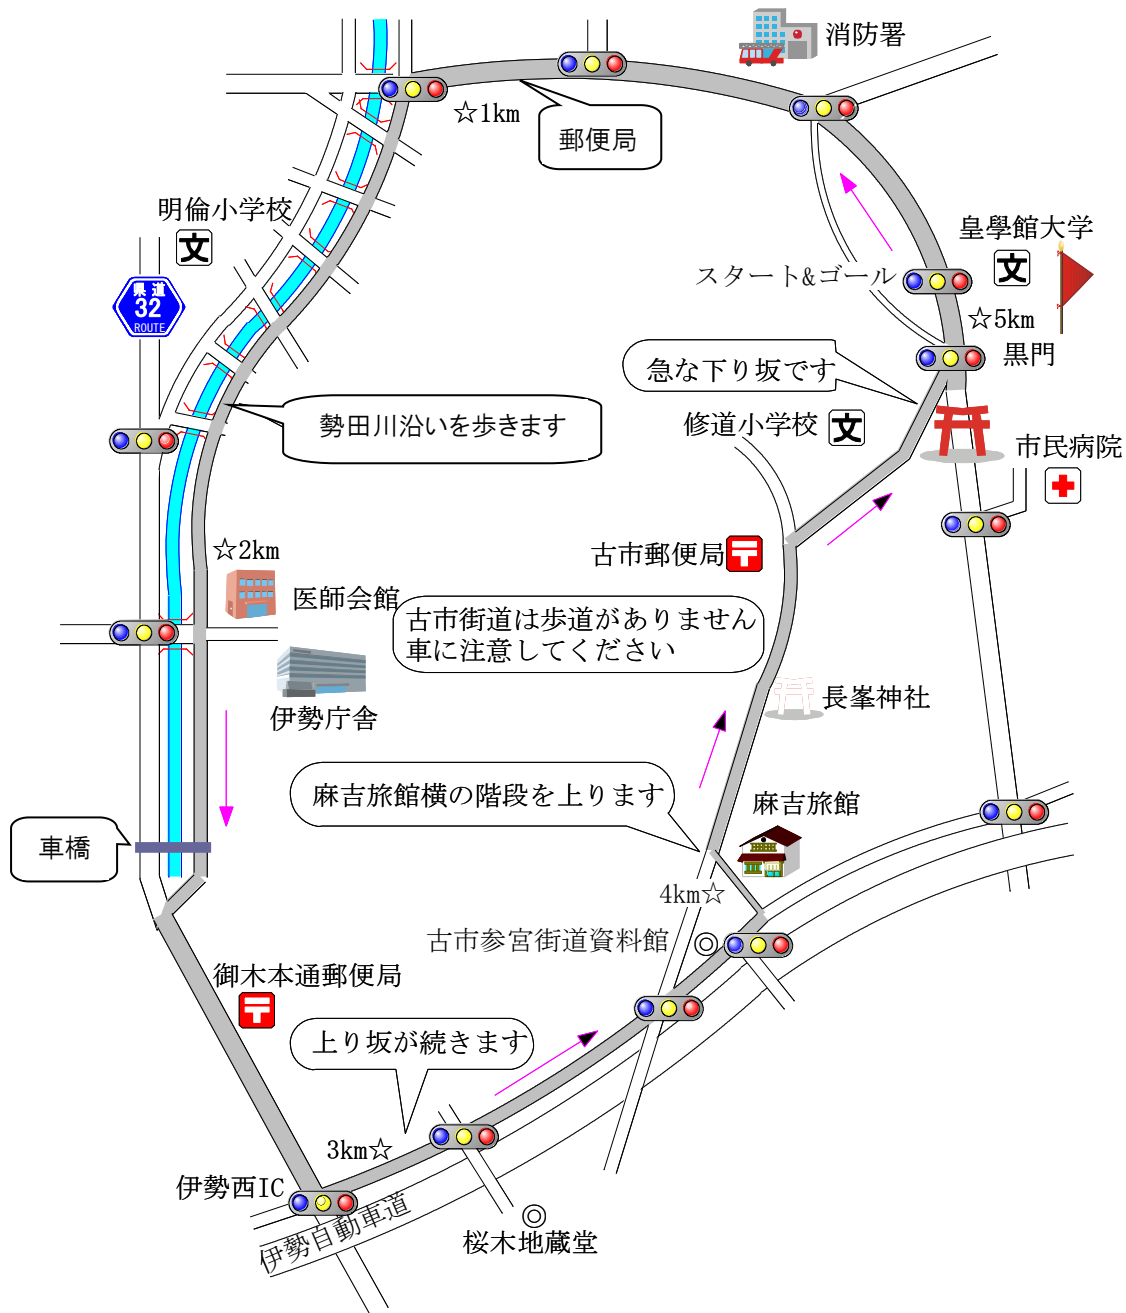 消防署
☆1km
郵便局
明倫小学校
文
県道
32
ROUTE
皇學館大学
文
スタート&ゴール
☆5km
黒門
急な下り坂です
勢田川沿いを歩きます
修道小学校
文
市民病院
☆2km
古市郵便局
医師会館
古市街道は歩道がありません
車に注意してください
伊勢庁舎
長峯神社
麻吉旅館横の階段を上ります
麻吉旅館
車橋
4km☆
古市参宮街道資料館
御木本通郵便局
上り坂が続きます
3km☆
伊勢西IC
伊勢自動車道
桜木地蔵堂